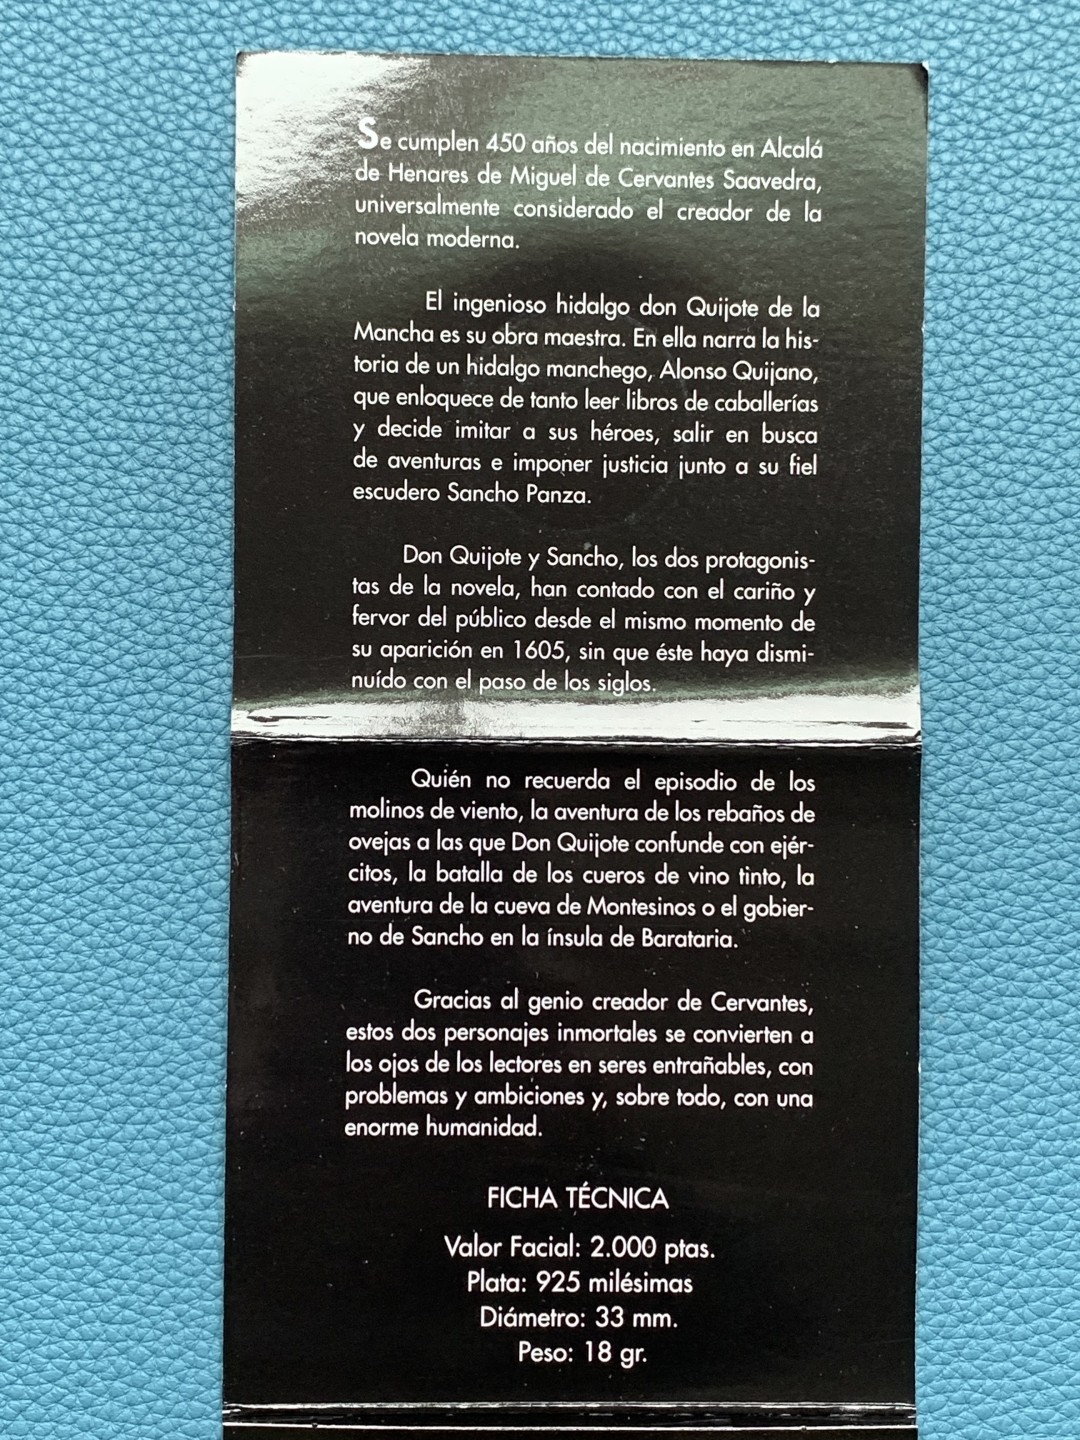 Se cumplen 450 años del nacimiento en Alcalá
de Henares de Miguel de Cervantes Saavedra,
universalmente considerado el creador de la
novela moderna.
El ingenioso hidalgo don Quijote de la
Mancha es su obra maestra. En ella narra la his-
toria de un hidalgo manchego, Alonso Quijano,
que enloquece de tanto leer libros de caballerías
y decide imitar a sus héroes, salir en busca
de aventuras e imponer justicia junto a su fiel
escudero Sancho Panza.
Don Quijote y Sancho, los dos protagonis-
tas de la novela, han contado con el cariño y
fervor del público desde el mismo momento de
su aparición en 1605, sin que éste haya dismi-
nuído con el paso de los siglos.
Quién no recuerda el episodio de los
molinos de viento, la aventura de los rebaños de
ovejas a las que Don Quijote confunde con ejér-
citos, la batalla de los cueros de vino tinto, la
aventura de la cueva de Montesinos o el gobier-
no de Sancho en la ínsula de Barataria.
Gracias al genio creador de Cervantes,
estos dos personajes inmortales se convierten a
los ojos de los lectores en seres entrañables, con
problemas y ambiciones y, sobre todo, con una
enorme humanidad.
FICHA TÉCNICA
Valor Facial: 2.000 ptas.
Plata: 925 milésimas
Diámetro: 33 mm.
Peso: 18 gr.